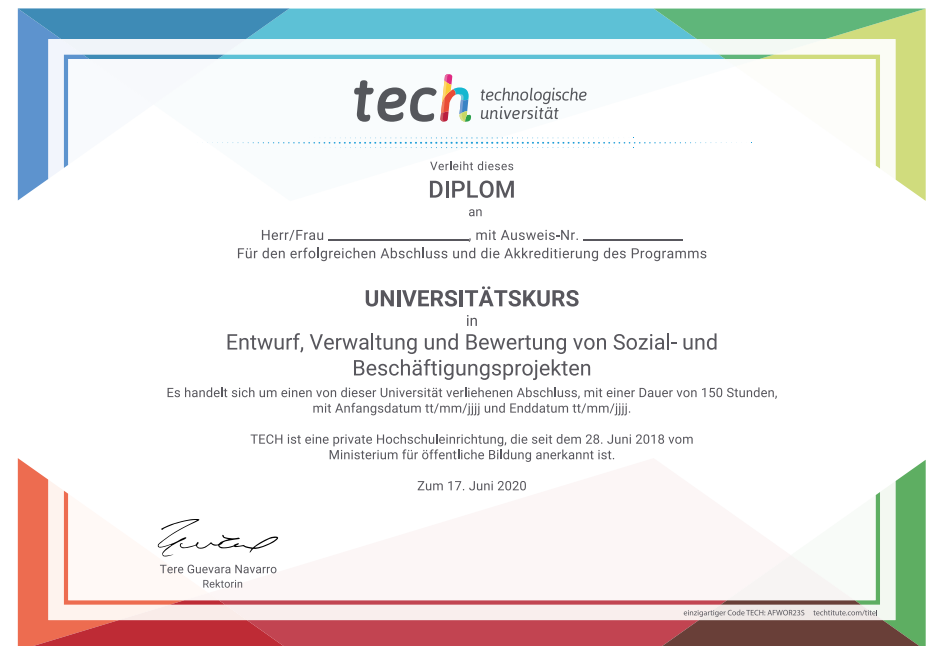 tech technologische
universität
Verleiht dieses
DIPLOM
an
Herr/Frau ____________, mit Ausweis-Nr. ____________
Für den erfolgreichen Abschluss und die Akkreditierung des Programms
UNIVERSITÄTSKURS
in
Entwurf, Verwaltung und Bewertung von Sozial- und
Beschäftigungsprojekten
Es handelt sich um einen von dieser Universität verliehenen Abschluss, mit einer Dauer von 150 Stunden,
mit Anfangsdatum tt/mm/jjjj und Enddatum tt/mm/jjjj.
TECH ist eine private Hochschuleinrichtung, die seit dem 28. Juni 2018 vom
Ministerium für öffentliche Bildung anerkannt ist.
Zum 17. Juni 2020
Tere Guevara Navarro
Rektorin
einzigartiger Code TECH: AFWOR23S techtitute.com/titel